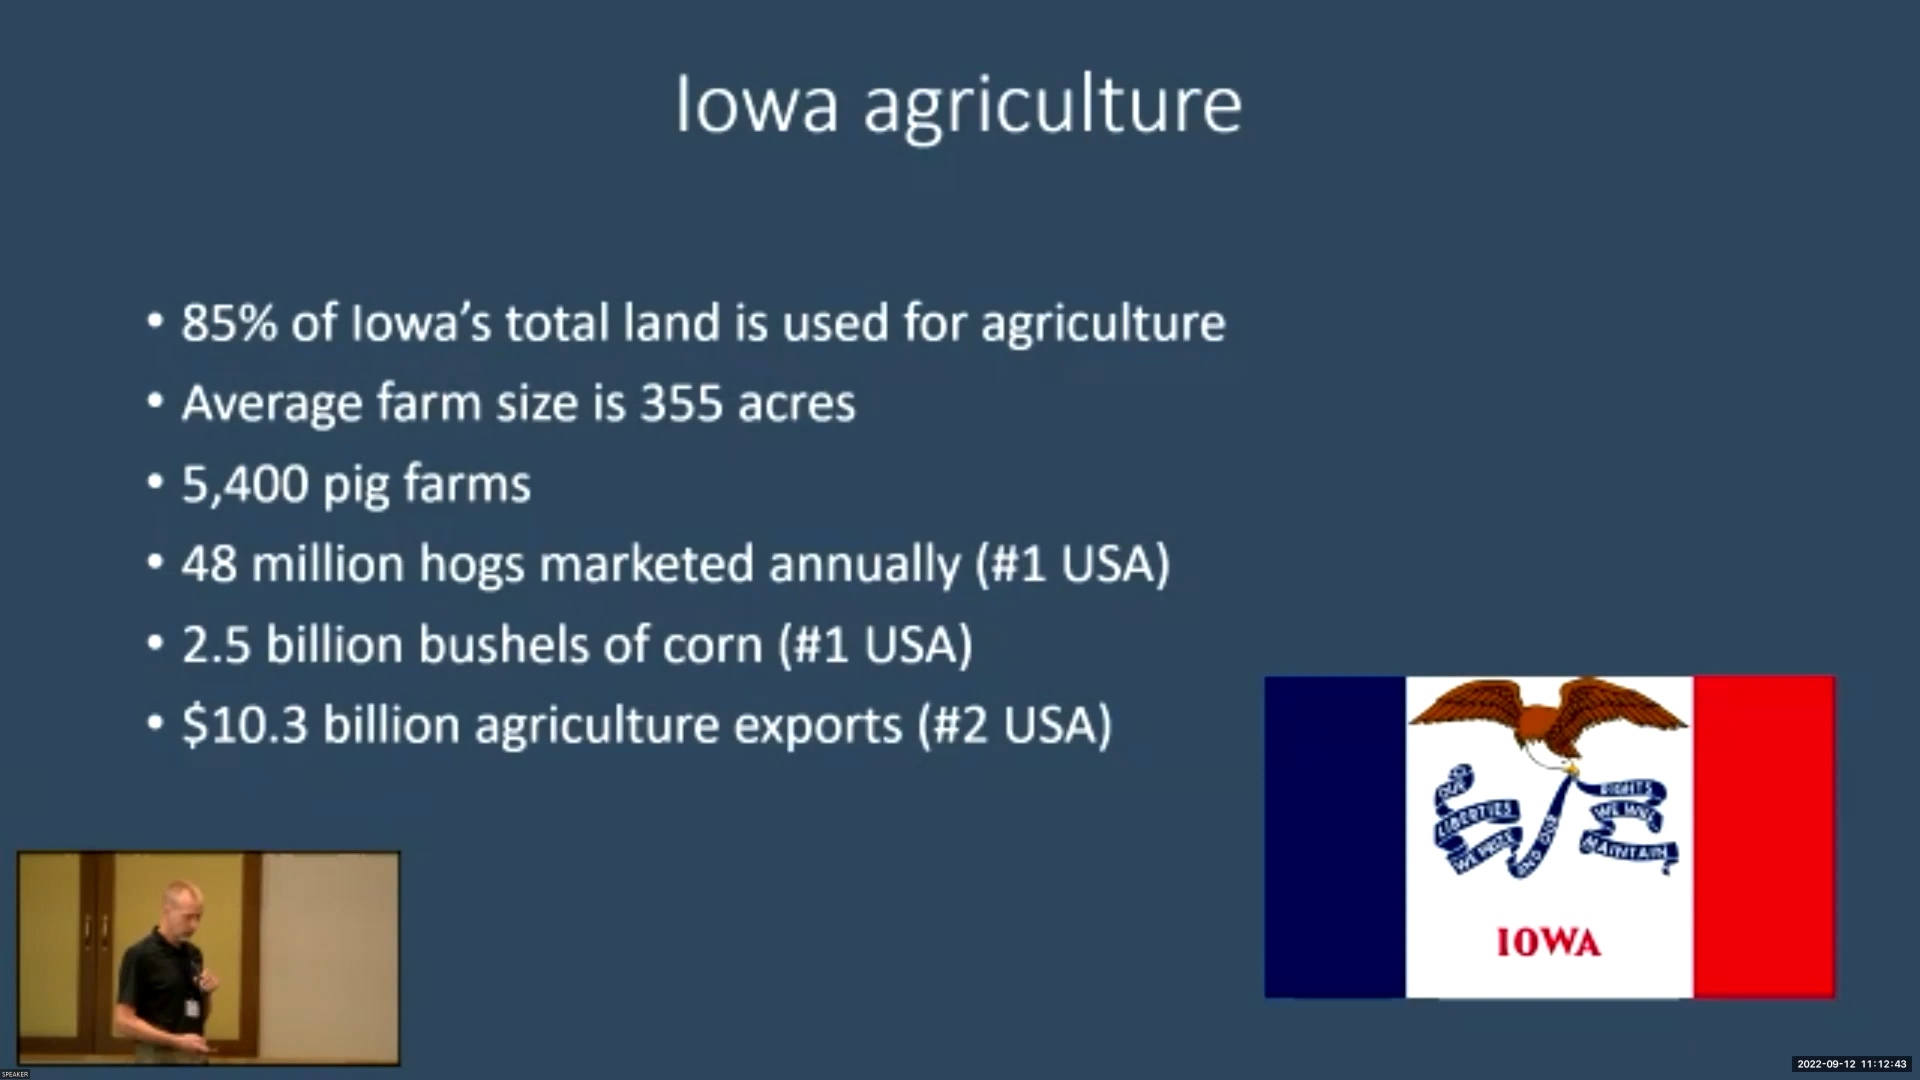 Iowa agriculture
• 85% of Iowa’s total land is used for agriculture
• Average farm size is 355 acres
• 5,400 pig farms
• 48 million hogs marketed annually (#1 USA)
• 2.5 billion bushels of corn (#1 USA)
• $10.3 billion agriculture exports (#2 USA)
OUR
LIBERTIES
WE PRIZE
AND OUR
RIGHTS
WE WILL
MAINTAIN
IOWA
SPEAKER
2022-09-12 11:12:43